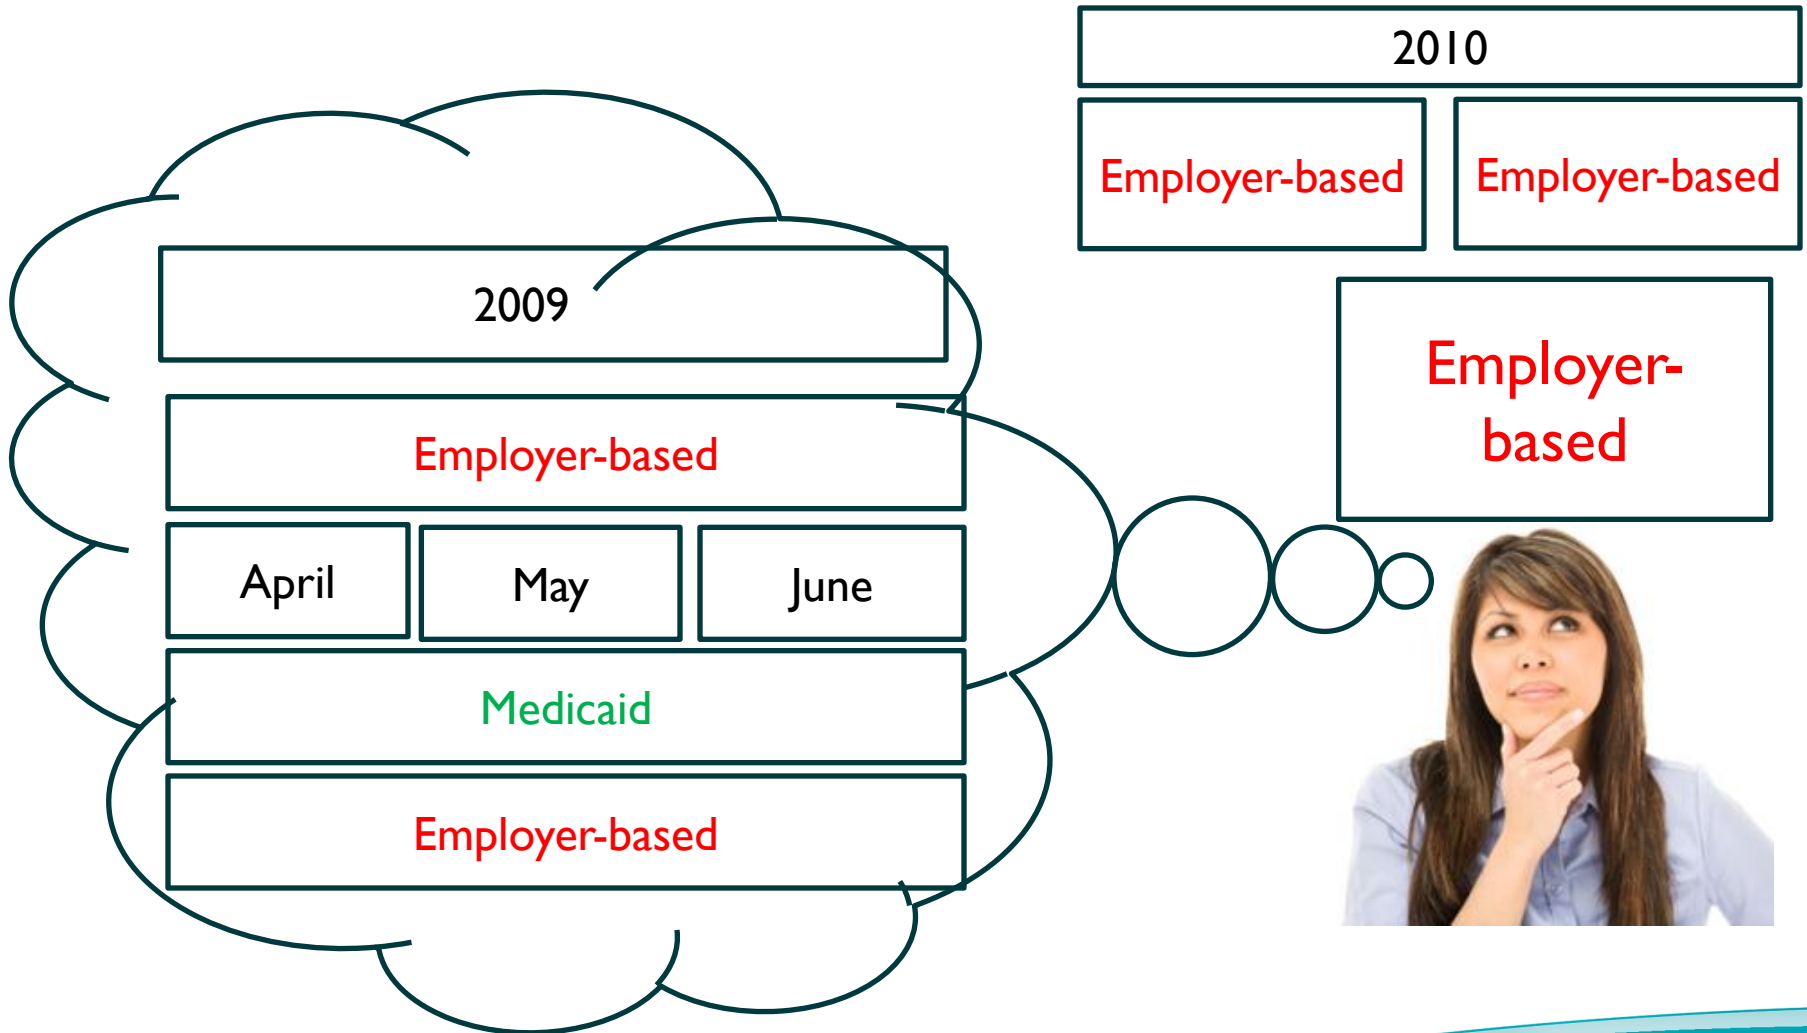 2010
Employer-based
Employer-based
Employer-
based
2009
Employer-based
April
May
June
Medicaid
Employer-based